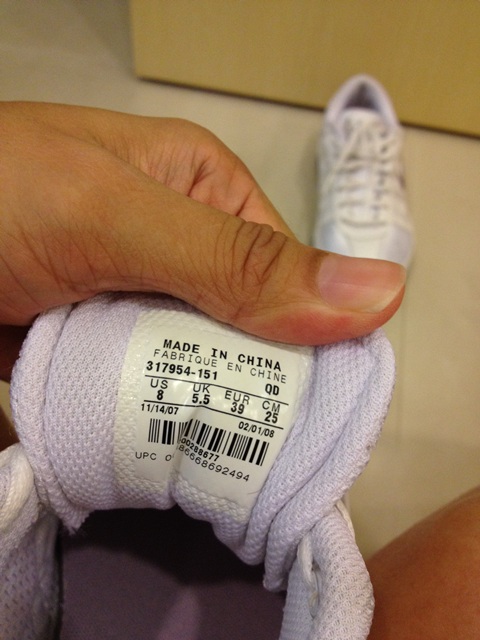 MADE IN CHINA
FABRIQUE EN CHINE
317954-151 QD
US UK EUR CM
8 5.5 39 25
11/14/07 02/01/08
00288677
UPC